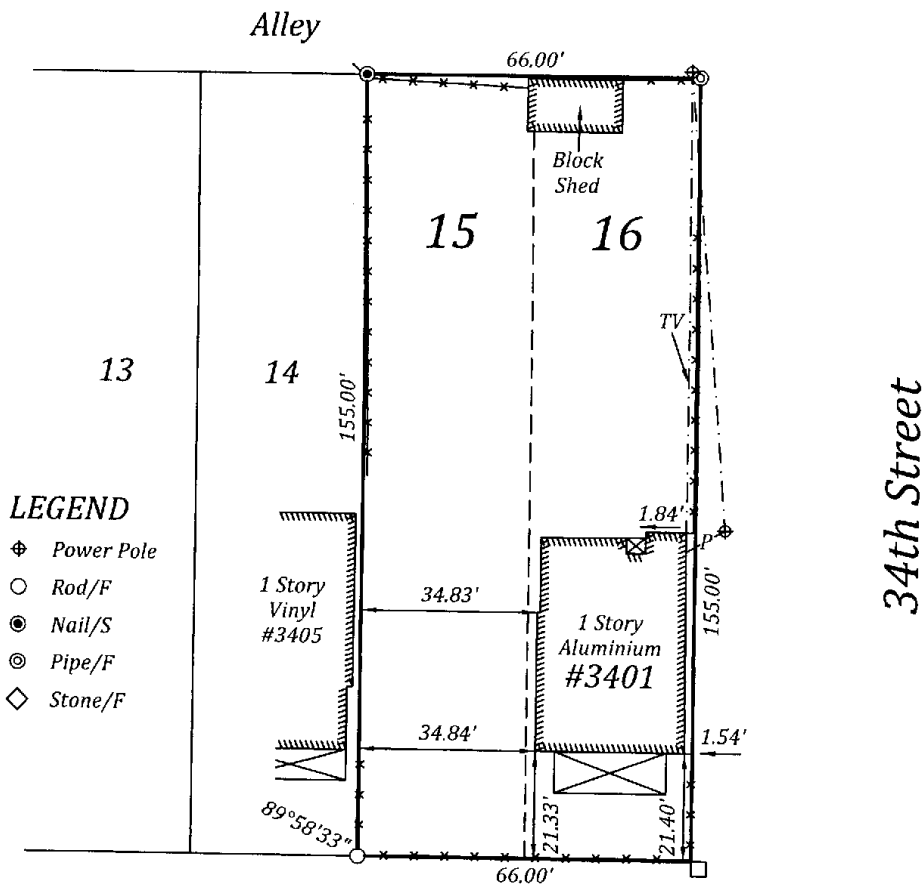 Alley
66.00'
Block
Shed
15
16
TV
13
14
155.00'
34th Street
LEGEND
Power Pole
Rod/F
Nail/S
Pipe/F
Stone/F
1.84'
P
1 Story
Vinyl
#3405
34.83'
1 Story
Aluminium
#3401
155.00'
34.84'
1.54'
89°58'33"
21.33'
21.40'
66.00'